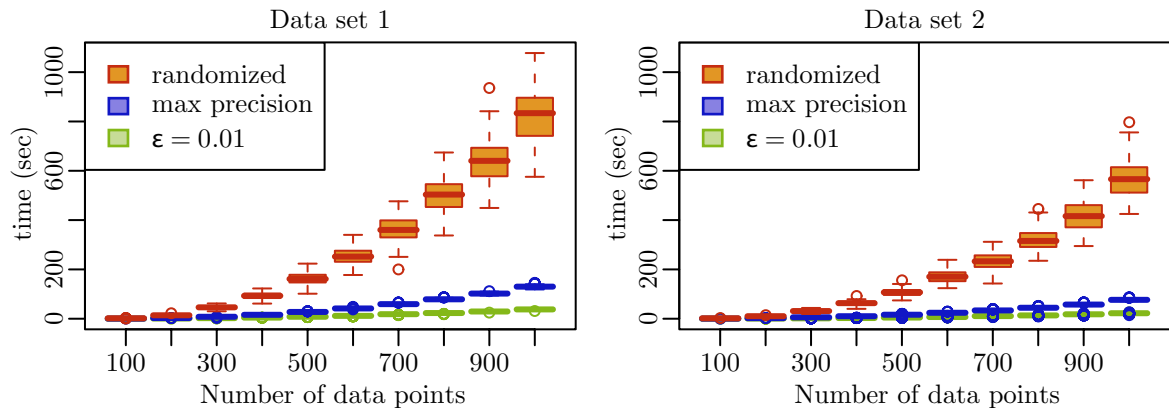 Data set 1
randomized
max precision
ε = 0.01
time (sec)
0
200
600
1000
100
300
500
700
900
Number of data points
Data set 2
randomized
max precision
ε = 0.01
time (sec)
0
200
600
1000
100
300
500
700
900
Number of data points